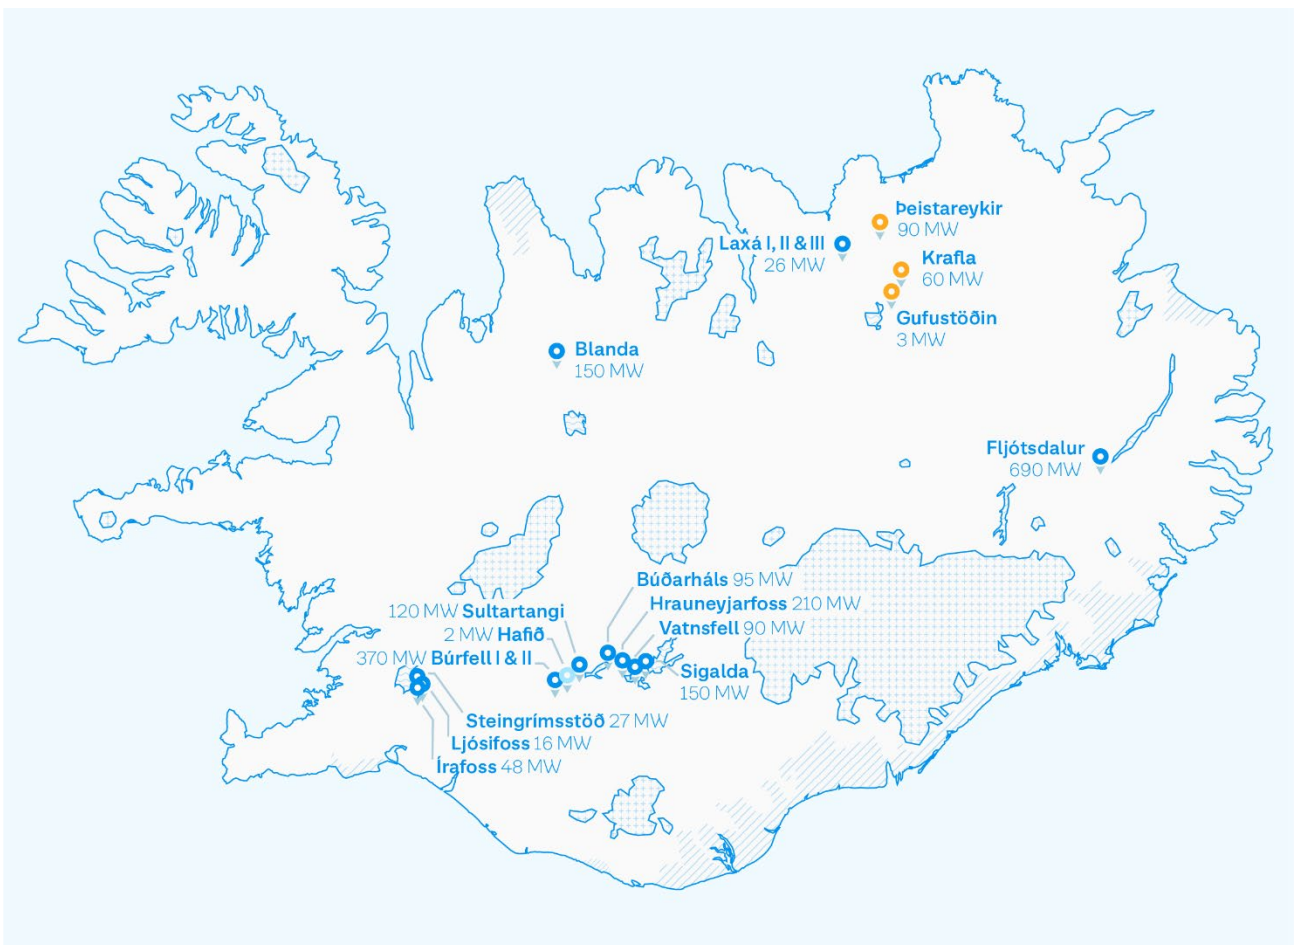 Þeistareykir
90 MW
Laxá I, II & III
26 MW
Krafla
60 MW
Gufustöðin
3 MW
Blanda
150 MW
Fljótsdalur
690 MW
Búðarháls 95 MW
Hrauneyjarfoss 210 MW
120 MW Sultartangi
2 MW Hafið
Vatnsfell 90 MW
370 MW Búrfell I & II
Sigalda
150 MW
Steingrímsstöð 27 MW
Ljósifoss 16 MW
Írafoss 48 MW